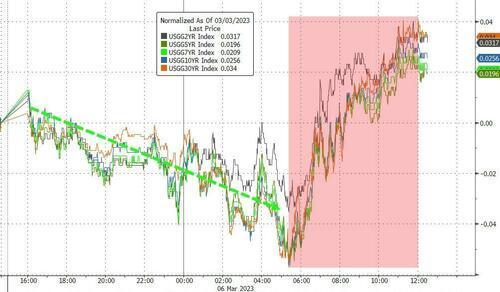 Normalized As Of 03/03/2023
Last Price
USGG2YR Index 0.0317
USGG5YR Index 0.0196
USGG7YR Index 0.0209
USGG10YR Index 0.0256
USGG30YR Index 0.034
0.04
0.0317
0.0256
0.0196
0.00
-0.02
-0.04
16:00 18:00 20:00 22:00 00:00 02:00 04:00 06:00 08:00 10:00 12:00
06 Mar 2023